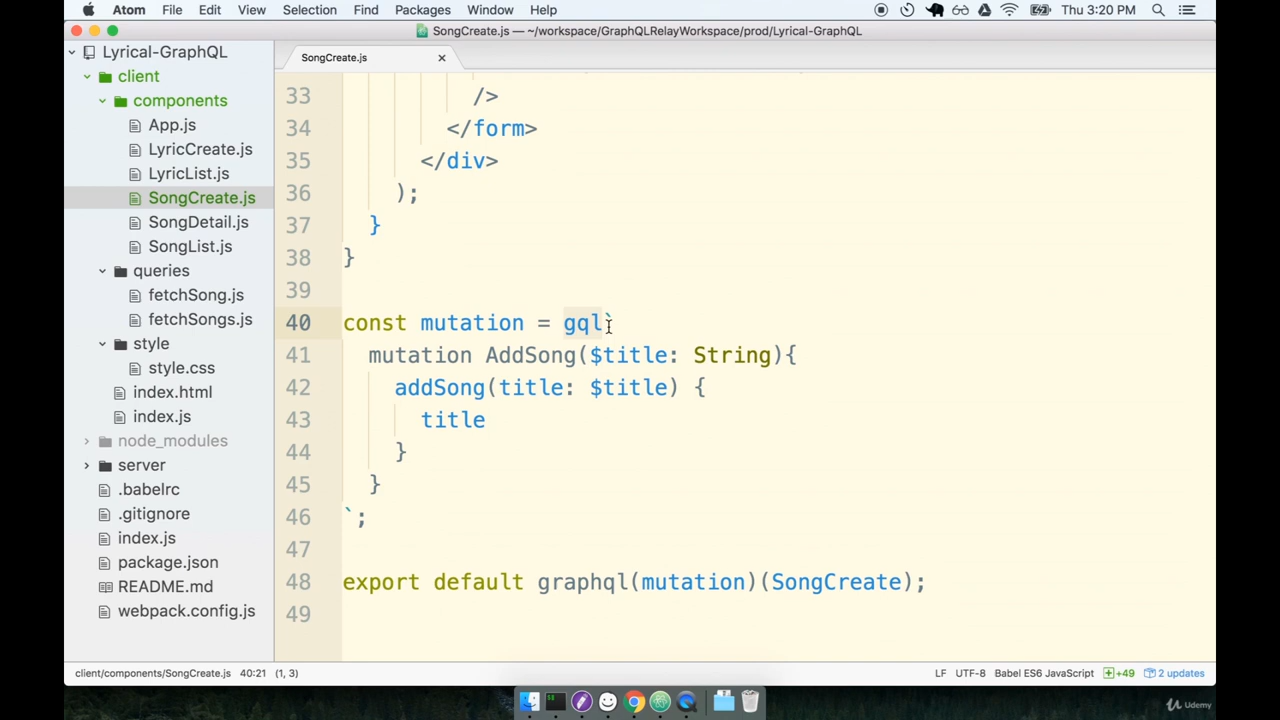 Atom File Edit View Selection Find Packages Window Help Thu 3:20 PM
SongCreate.js — ~/workspace/GraphQLRelayWorkspace/prod/Lyrical-GraphQL
Lyrical-GraphQL
client
components
App.js
LyricCreate.js
LyricList.js
SongCreate.js
SongDetail.js
SongList.js
queries
fetchSong.js
fetchSongs.js
style
style.css
index.html
index.js
node_modules
server
.babelrc
.gitignore
index.js
package.json
README.md
webpack.config.js
SongCreate.js
33 />
34 </form>
35 </div>
36 );
37 }
38 }
39
40 const mutation = gql`
41 mutation AddSong($title: String){
42 addSong(title: $title) {
43 title
44 }
45 }
46 `;
47
48 export default graphql(mutation)(SongCreate);
49
client/components/SongCreate.js 40:21 (1, 3) LF UTF-8 Babel ES6 JavaScript +49 2 updates
Udemy